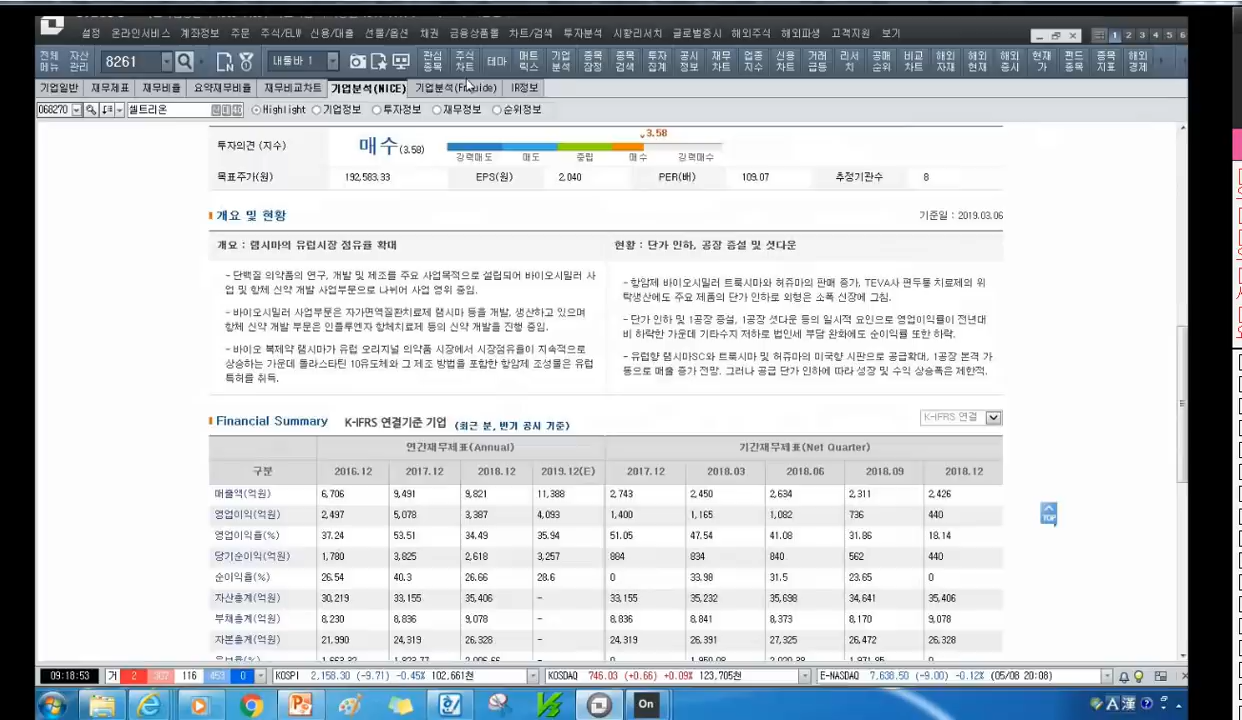 설정 온라인서비스 계좌정보 주문 주식/ELW 신용/대출 선물/옵션 채권 금융상품몰 차트/검색 투자분석 시황리서치 글로벌증시 해외주식 해외파생 고객지원 보기
1 2 3 4 5 6
전체메뉴 자산관리 8261 내툴바1 관심종목 주식차트 테마 매트릭스 기업분석 종목잠정 종목검색 투자집계 공시정보 재무차트 업종지수 신용차트 거래급등 리서치 공매순위 비교차트 해외자재 해외현재 해외증시 현재가 펀드종목 종목지표 해외경제
기업일반 재무제표 재무비율 요약재무비율 재무비교차트 기업분석(NICE) 기업분석(FnGuide) IR정보
068270 셀트리온 Highlight 기업정보 투자정보 재무정보 순위정보
투자의견 (지수) 매수(3.58) 3.58
강력매도 매도 중립 매수 강력매수
목표주가(원) 192,583.33 EPS(원) 2,040 PER(배) 109.07 추정기관수 8
개요 및 현황 기준일 : 2019.03.06
개요 : 램시마의 유럽시장 점유율 확대
- 단백질 의약품의 연구, 개발 및 제조를 주요 사업목적으로 설립되어 바이오시밀러 사
업 및 항체 신약 개발 사업부문으로 나뉘어 사업 영위 중임.
- 바이오시밀러 사업부문은 자가면역질환치료제 램시마 등을 개발, 생산하고 있으며
항체 신약 개발 부문은 인플루엔자 항체치료제 등의 신약 개발을 진행 중임.
- 바이오 복제약 램시마가 유럽 오리지널 의약품 시장에서 시장점유율이 지속적으로
상승하는 가운데 돌라스타틴 10유도체와 그 제조 방법을 포함한 항암제 조성물은 유럽
특허를 취득.
현황 : 단가 인하, 공장 증설 및 셧다운
- 항암제 바이오시밀러 트룩시마와 허쥬마의 판매 증가, TEVA사 편두통 치료제의 위
탁생산에도 주요 제품의 단가 인하로 외형은 소폭 신장에 그침.
- 단가 인하 및 1공장 증설, 1공장 셧다운 등의 일시적 요인으로 영업이익률이 전년대
비 하락한 가운데 기타수지 저하로 법인세 부담 완화에도 순이익률 또한 하락.
- 유럽향 램시마SC와 트룩시마 및 허쥬마의 미국향 시판으로 공급확대, 1공장 본격 가
동으로 매출 증가 전망. 그러나 공급 단가 인하에 따라 성장 및 수익 상승폭은 제한적.
Financial Summary K-IFRS 연결기준 기업 (최근 분, 반기 공시 기준) K-IFRS 연결
연간재무제표(Annual) 기간재무제표(Net Quarter)
구분 2016.12 2017.12 2018.12 2019.12(E) 2017.12 2018.03 2018.06 2018.09 2018.12
매출액(억원) 6,706 9,491 9,821 11,388 2,743 2,450 2,634 2,311 2,426
영업이익(억원) 2,497 5,078 3,387 4,093 1,400 1,165 1,082 736 440
영업이익률(%) 37.24 53.51 34.49 35.94 51.05 47.54 41.08 31.86 18.14
당기순이익(억원) 1,780 3,825 2,618 3,257 884 834 840 562 440
순이익률(%) 26.54 40.3 26.66 28.6 0 33.98 31.5 23.65 0
자산총계(억원) 30,219 33,155 35,406 - 33,155 35,232 35,698 34,641 35,406
부채총계(억원) 8,230 8,836 9,078 - 8,836 8,841 8,373 8,170 9,078
자본총계(억원) 21,990 24,319 26,328 - 24,319 26,391 27,325 26,472 26,328
TOP
09:18:53 가 2 116 453 0 KOSPI 2,158.30 (-9.71) -0.45% 102,661천 KOSDAQ 746.03 (+0.66) +0.09% 123,705천 E-NASDAQ 7,638.50 (-9.00) -0.12% (05/08 20:08)
On A 漢